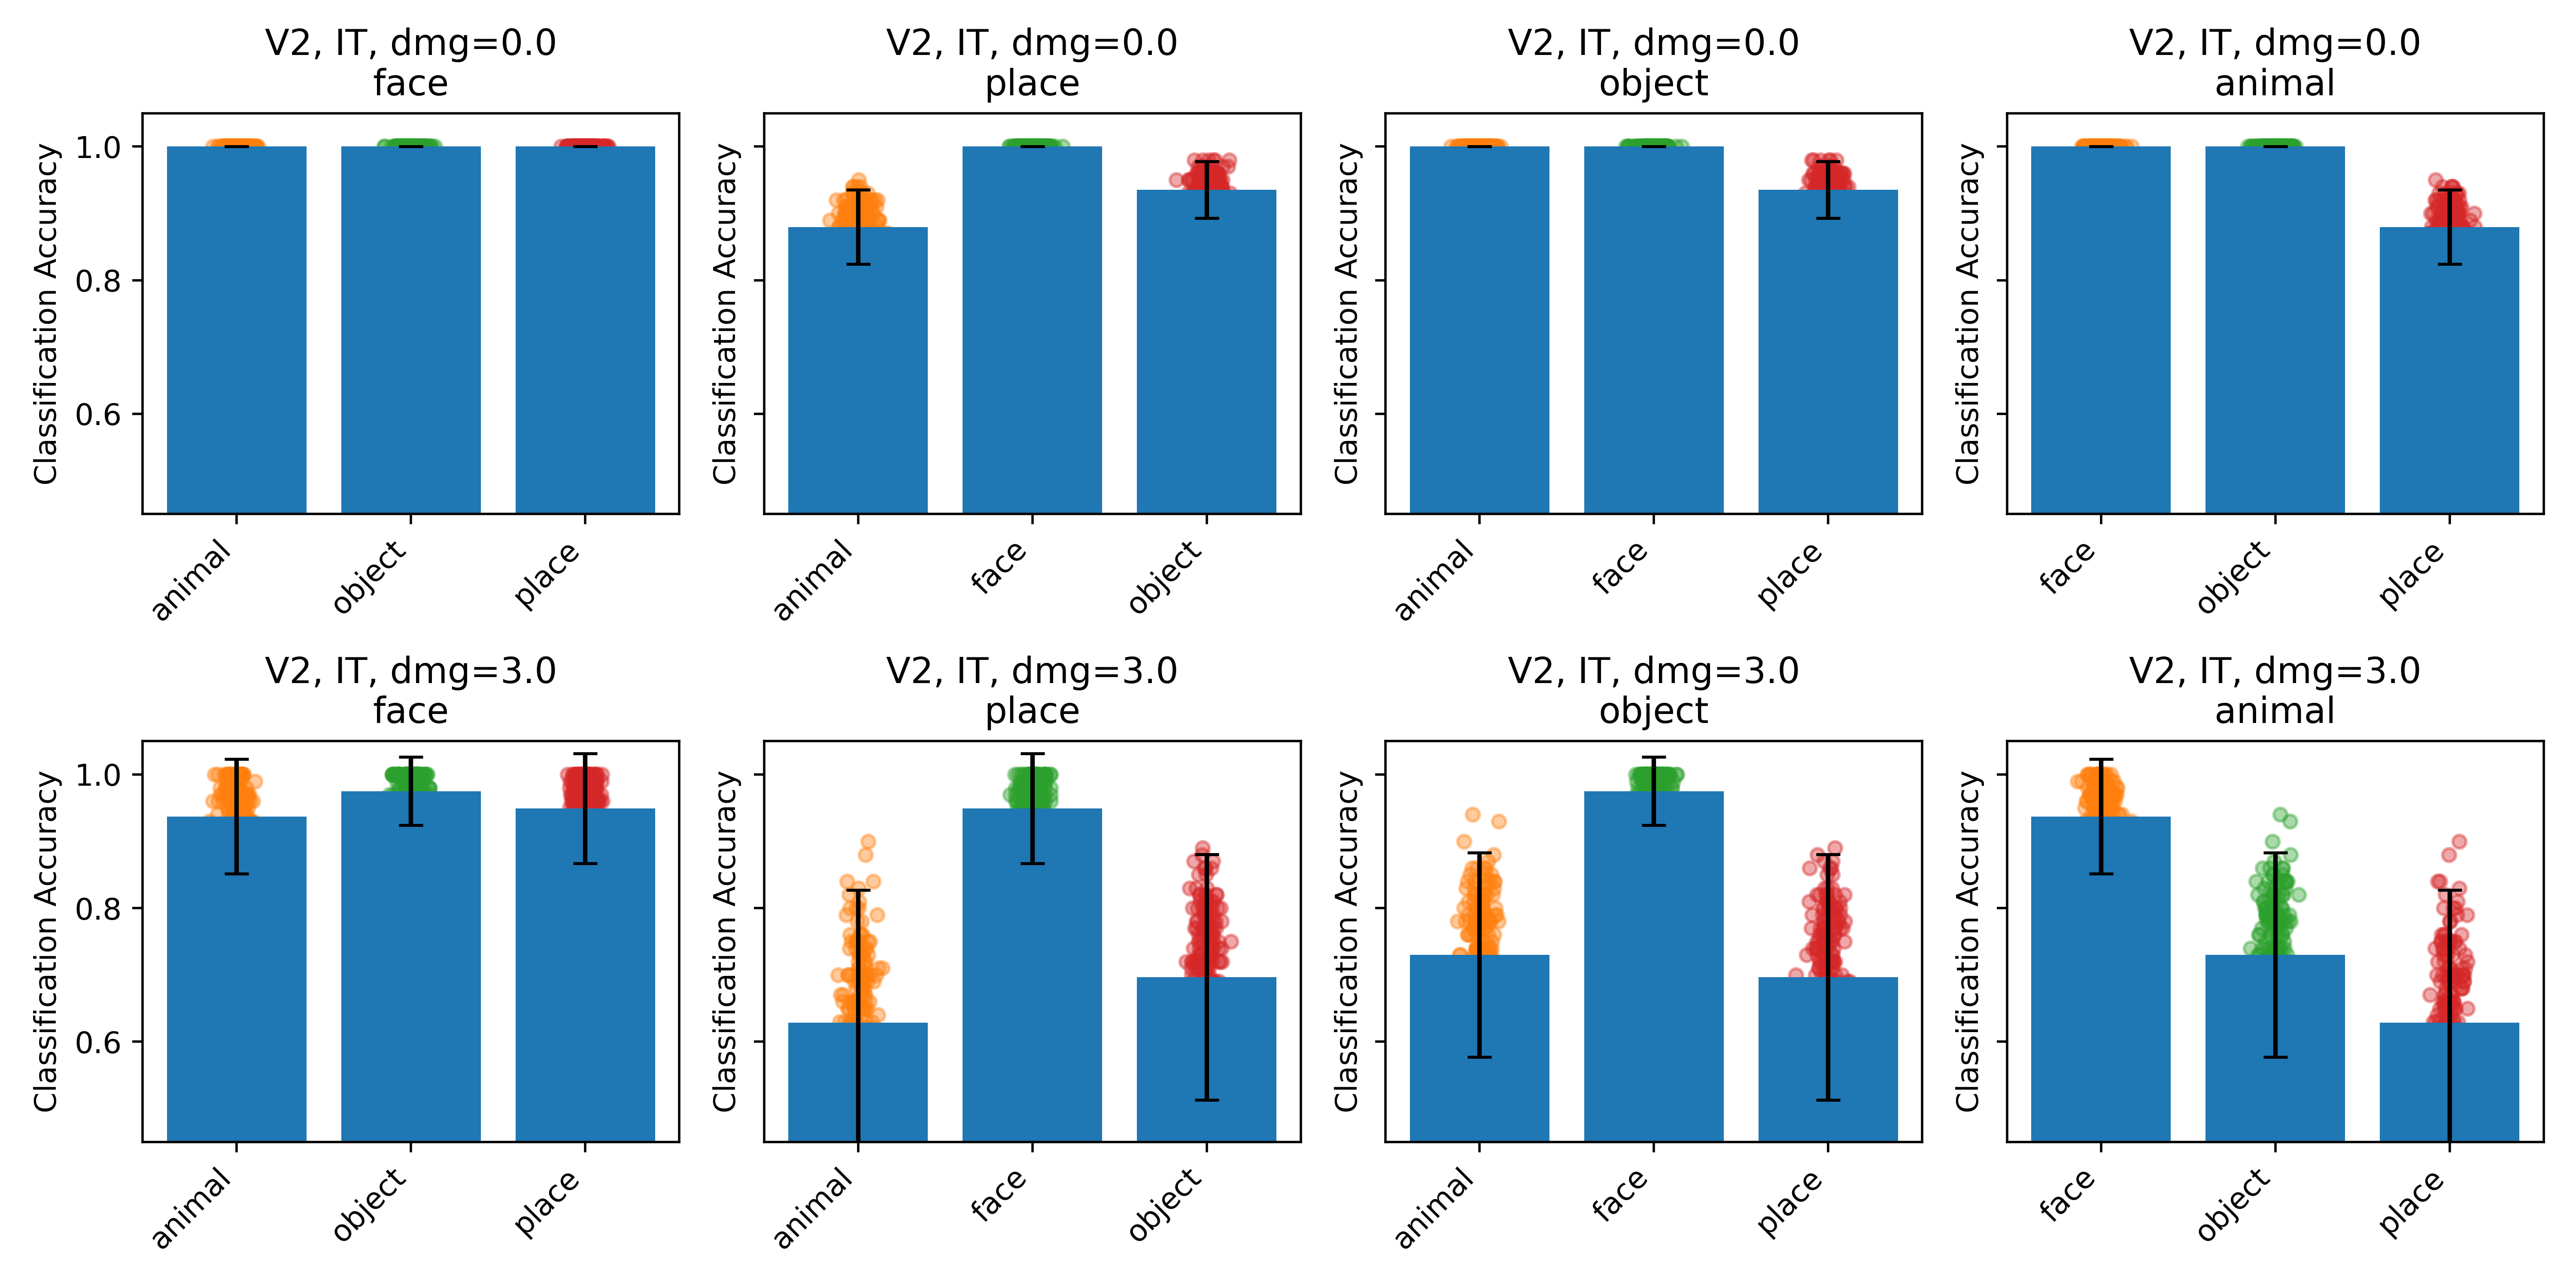 V2, IT, dmg=0.0
face
V2, IT, dmg=0.0
place
V2, IT, dmg=0.0
object
V2, IT, dmg=0.0
animal
Classification Accuracy
1.0
0.8
0.6
animal
object
place
Classification Accuracy
animal
face
object
Classification Accuracy
animal
face
place
Classification Accuracy
face
object
place
V2, IT, dmg=3.0
face
V2, IT, dmg=3.0
place
V2, IT, dmg=3.0
object
V2, IT, dmg=3.0
animal
Classification Accuracy
1.0
0.8
0.6
animal
object
place
Classification Accuracy
animal
face
object
Classification Accuracy
animal
face
place
Classification Accuracy
face
object
place